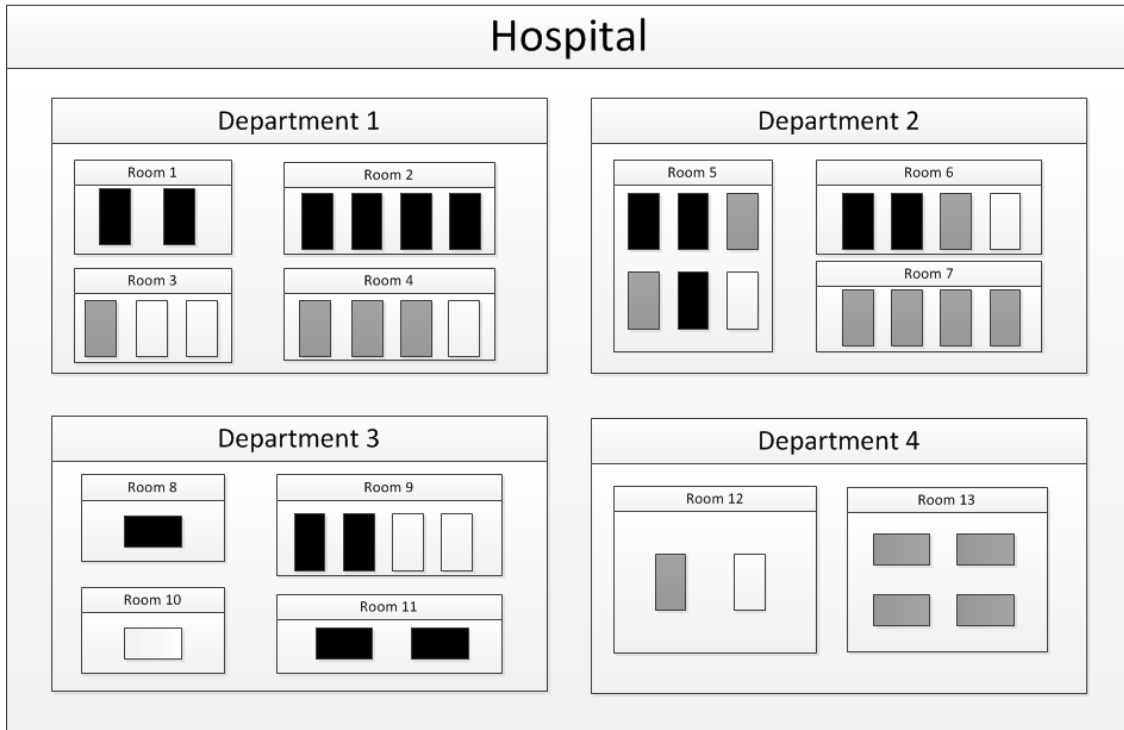 Hospital
Department 1
Room 1
Room 2
Room 3
Room 4
Department 2
Room 5
Room 6
Room 7
Department 3
Room 8
Room 9
Room 10
Room 11
Department 4
Room 12
Room 13